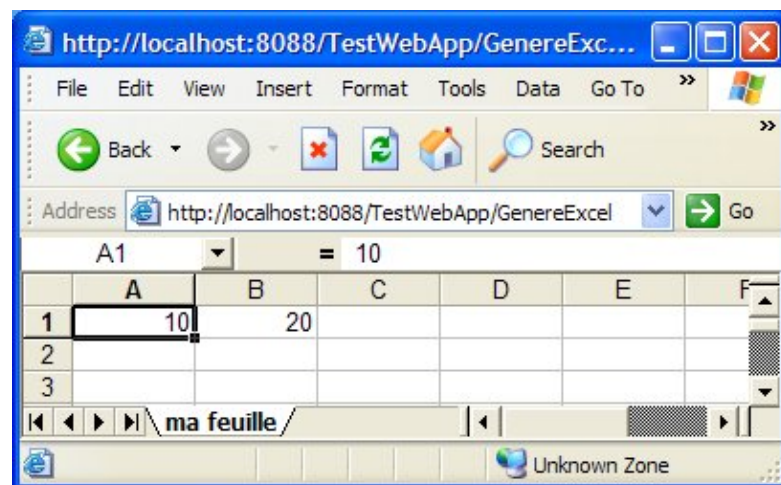 http://localhost:8088/TestWebApp/GenereExc...
File Edit View Insert Format Tools Data Go To »
Back Search »
Address http://localhost:8088/TestWebApp/GenereExcel Go
A1 = 10
A B C D E F
1 10 20
2
3
ma feuille
Unknown Zone